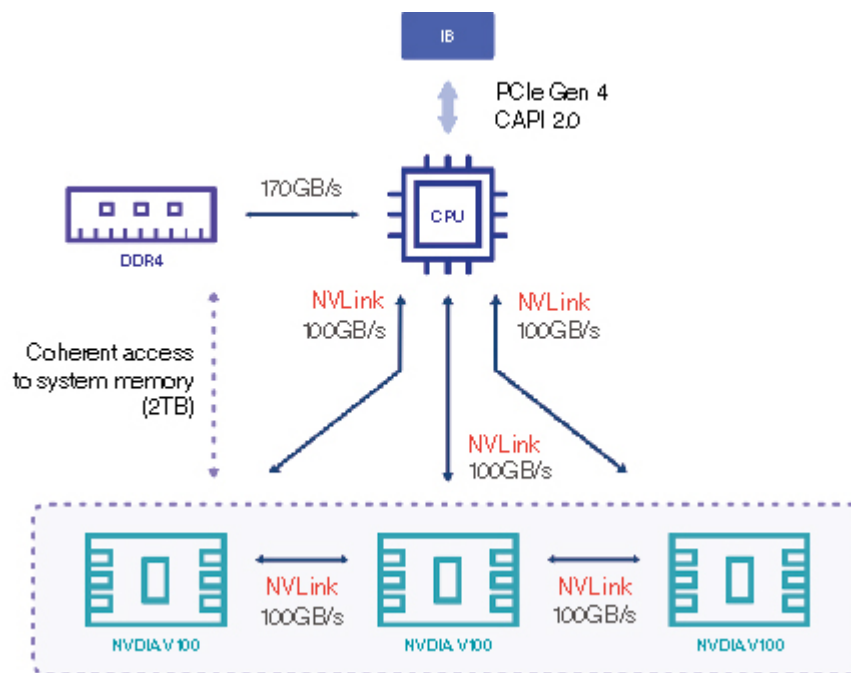 IB
PCIe Gen 4
CAPI 2.0
170GB/s
CPU
DDR4
NVLink
100GB/s
NVLink
100GB/s
Coherent access
to system memory
(2TB)
NVLink
100GB/s
NVLink
100GB/s
NVLink
100GB/s
NVDIA V100
NVDIA V100
NVDIA V100